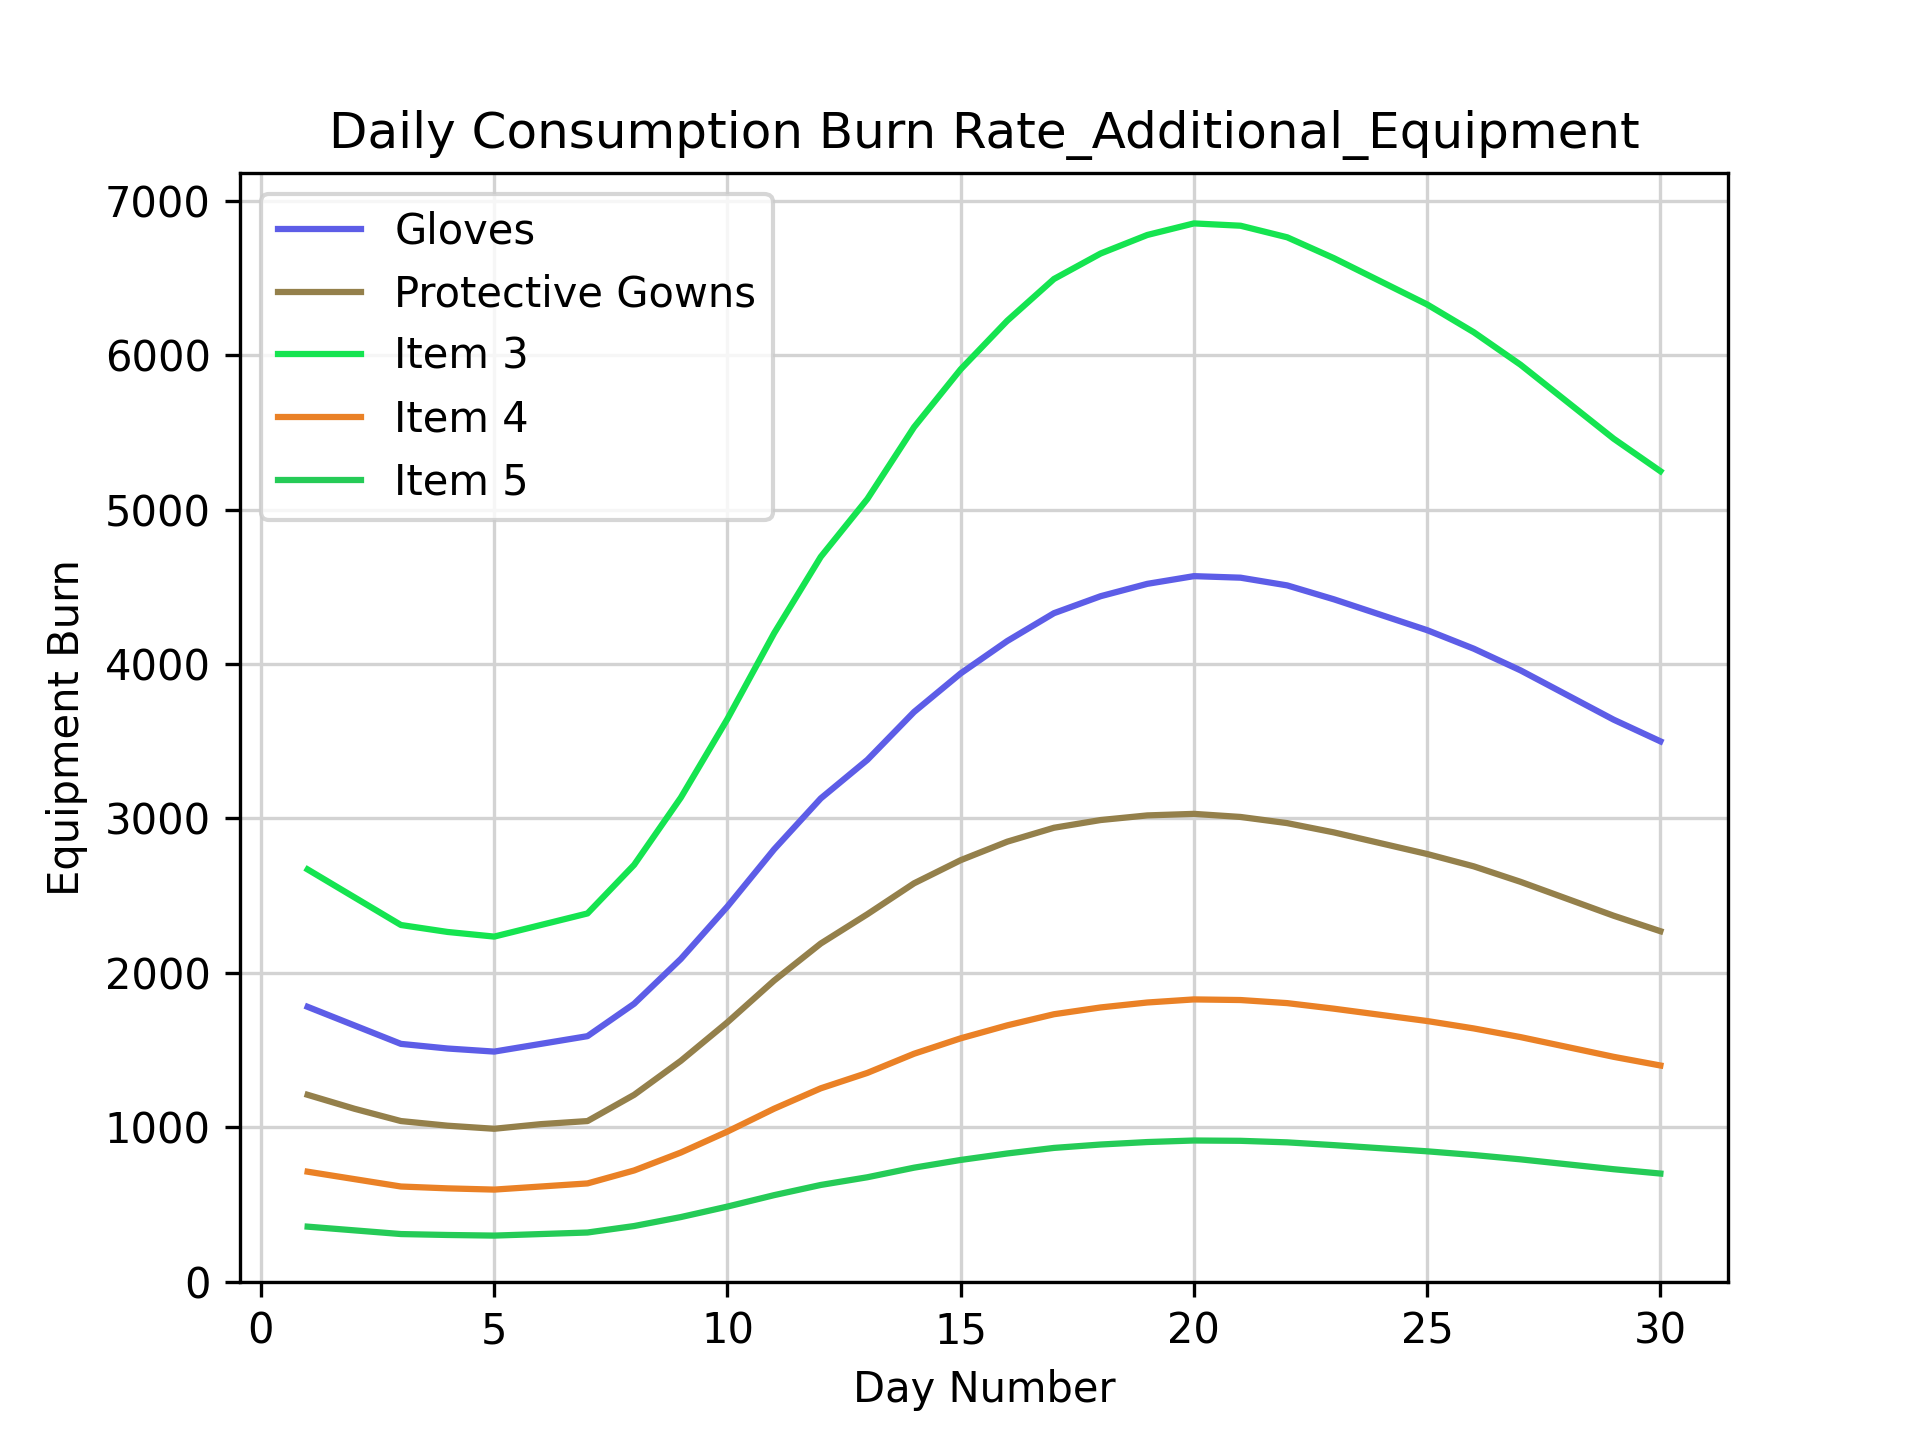 Daily Consumption Burn Rate_Additional_Equipment
7000
6000
5000
4000
3000
2000
1000
0
Equipment Burn
Gloves
Protective Gowns
Item 3
Item 4
Item 5
0 5 10 15 20 25 30
Day Number